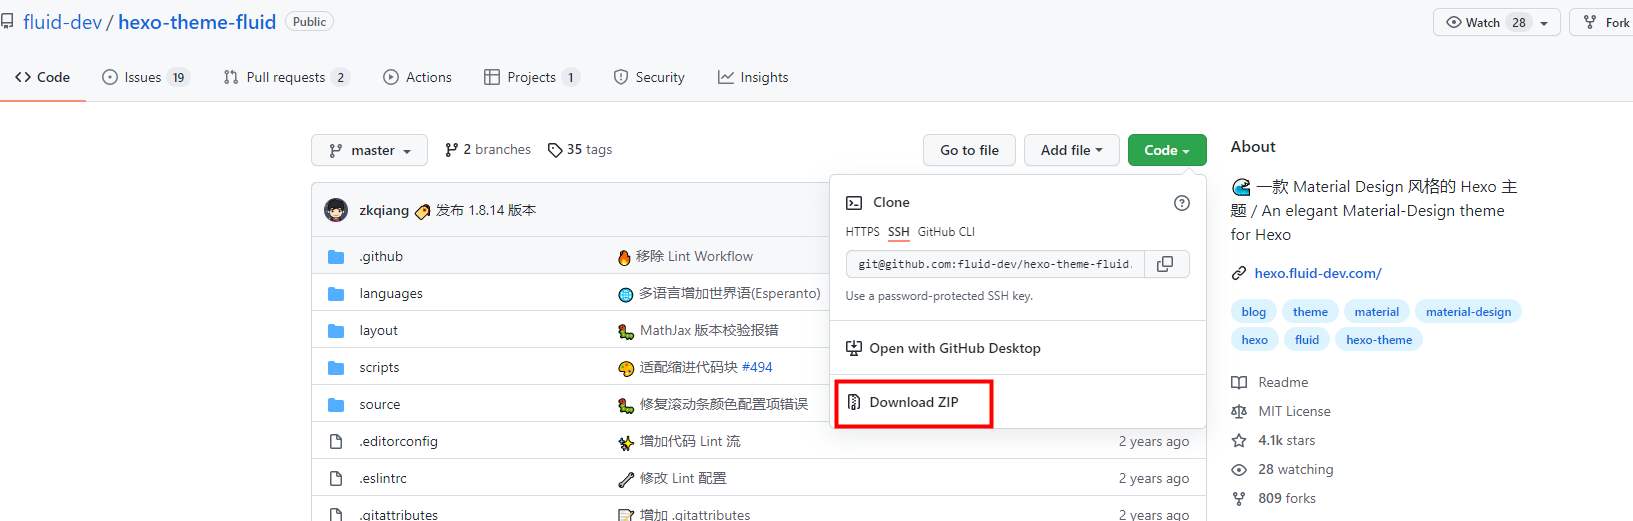 fluid-dev / hexo-theme-fluid Public
Watch 28
Fork
Code
Issues 19
Pull requests 2
Actions
Projects 1
Security
Insights
master
2 branches
35 tags
Go to file
Add file
Code
zkqiang 发布 1.8.14 版本
.github 移除 Lint Workflow
languages 多语言增加世界语(Esperanto)
layout MathJax 版本校验报错
scripts 适配缩进代码块 #494
source 修复滚动条颜色配置项错误
.editorconfig 增加代码 Lint 流 2 years ago
.eslintrc 修改 Lint 配置 2 years ago
.gitattributes 增加 .gitattributes 2 years ago
Clone
HTTPS SSH GitHub CLI
git@github.com:fluid-dev/hexo-theme-fluid.
Use a password-protected SSH key.
Open with GitHub Desktop
Download ZIP
About
一款 Material Design 风格的 Hexo 主
题 / An elegant Material-Design theme
for Hexo
hexo.fluid-dev.com/
blog theme material material-design
hexo fluid hexo-theme
Readme
MIT License
4.1k stars
28 watching
809 forks